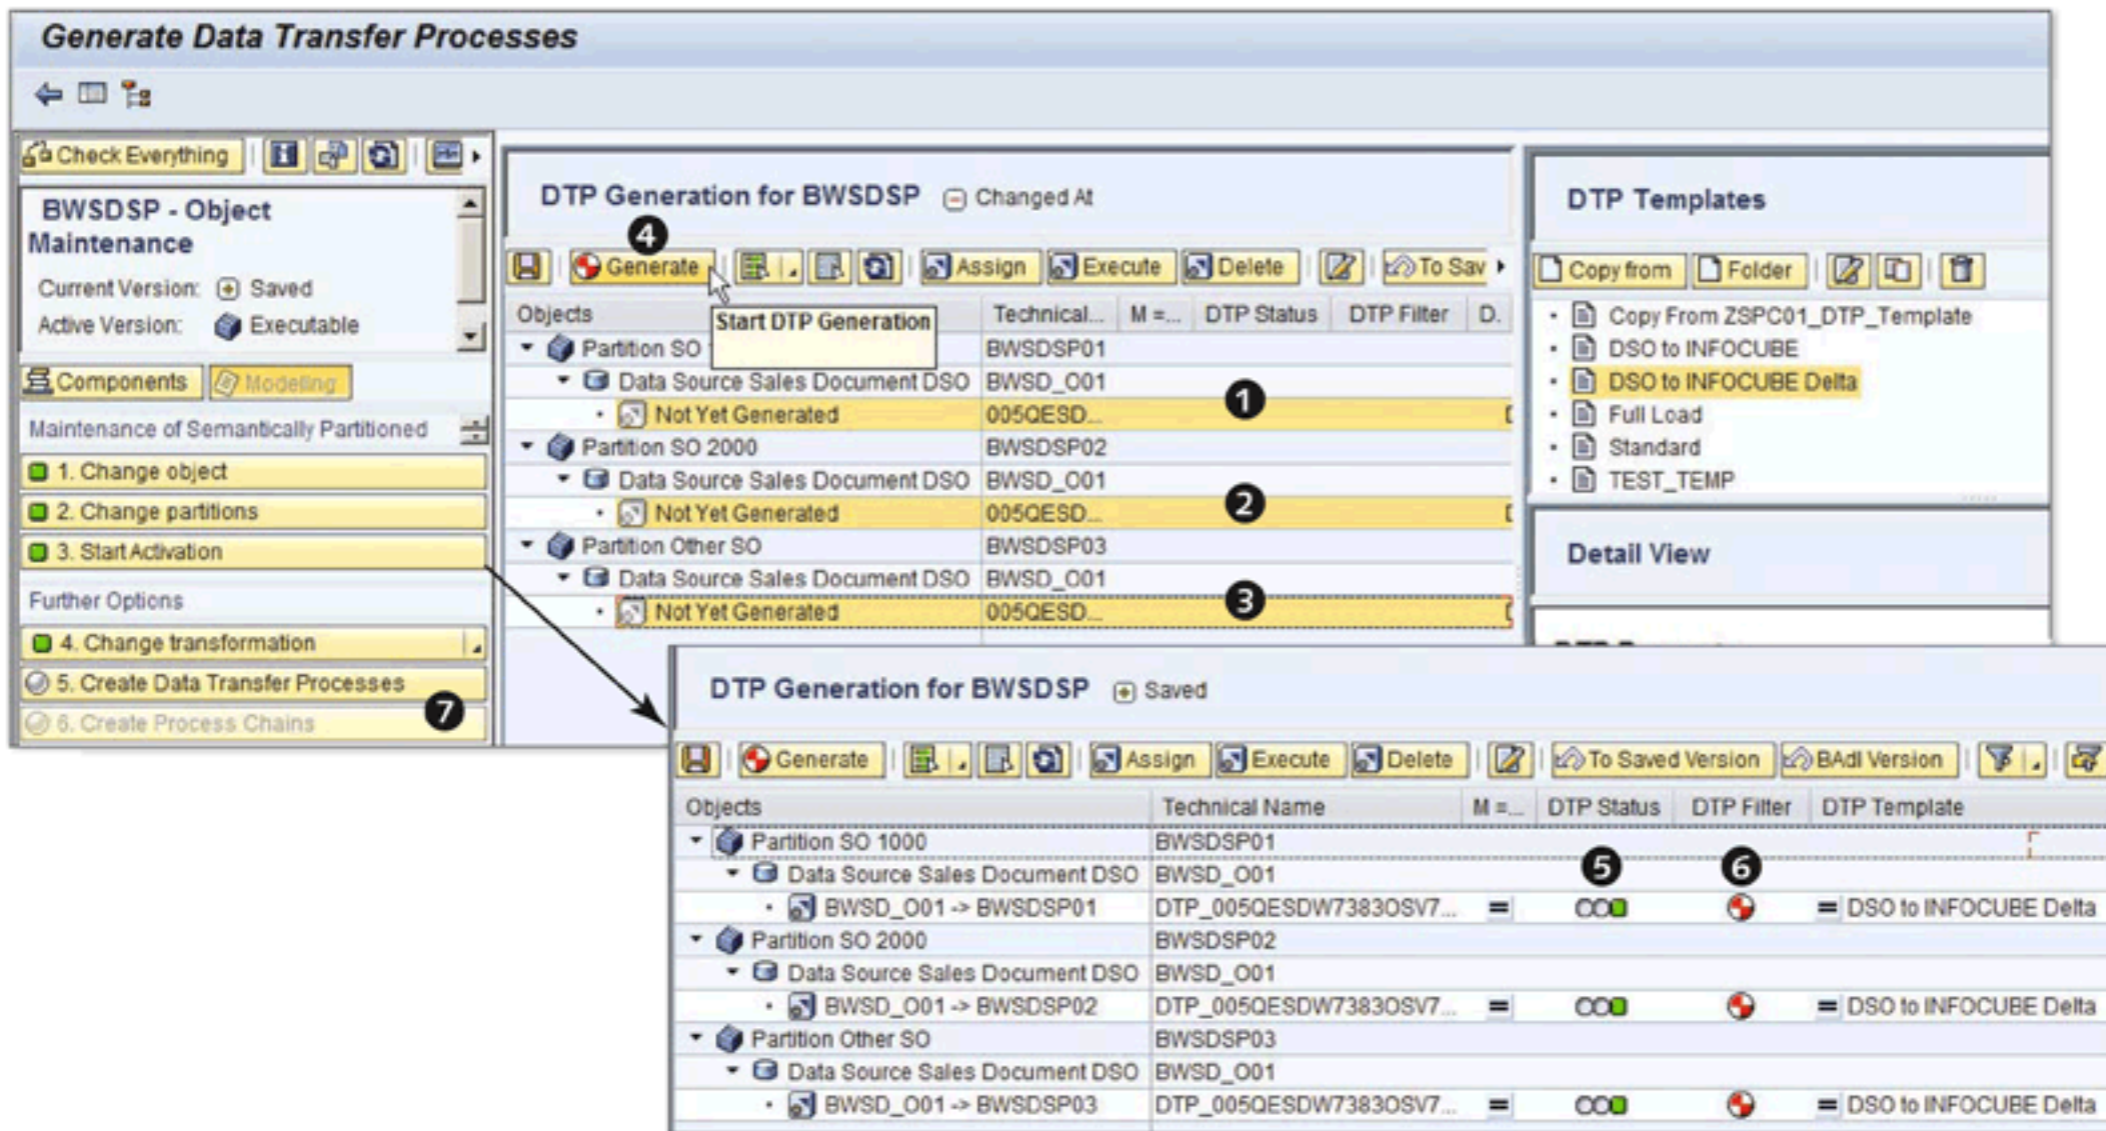 Generate Data Transfer Processes
Check Everything
BWSDSP - Object
Maintenance
Current Version: Saved
Active Version: Executable
Components Modelling
Maintenance of Semantically Partitioned
1. Change object
2. Change partitions
3. Start Activation
Further Options
4. Change transformation
5. Create Data Transfer Processes
6. Create Process Chains
7
DTP Generation for BWSDSP Changed At
4
Generate Assign Execute Delete To Sav
Objects Technical... M =... DTP Status DTP Filter D.
Start DTP Generation
Partition SO BWSDSP01
Data Source Sales Document DSO BWSD_O01
1
Not Yet Generated 005QESD...
Partition SO 2000 BWSDSP02
Data Source Sales Document DSO BWSD_O01
2
Not Yet Generated 005QESD...
Partition Other SO BWSDSP03
Data Source Sales Document DSO BWSD_O01
3
Not Yet Generated 005QESD...
DTP Templates
Copy from Folder
Copy From ZSPC01_DTP_Template
DSO to INFOCUBE
DSO to INFOCUBE Delta
Full Load
Standard
TEST_TEMP
Detail View
DTP Generation for BWSDSP Saved
Generate Assign Execute Delete To Saved Version BAdI Version
Objects Technical Name M =... DTP Status DTP Filter DTP Template
Partition SO 1000 BWSDSP01
5 6
Data Source Sales Document DSO BWSD_O01
BWSD_O01 -> BWSDSP01 DTP_005QESDW7383OSV7... = = DSO to INFOCUBE Delta
Partition SO 2000 BWSDSP02
Data Source Sales Document DSO BWSD_O01
BWSD_O01 -> BWSDSP02 DTP_005QESDW7383OSV7... = = DSO to INFOCUBE Delta
Partition Other SO BWSDSP03
Data Source Sales Document DSO BWSD_O01
BWSD_O01 -> BWSDSP03 DTP_005QESDW7383OSV7... = = DSO to INFOCUBE Delta